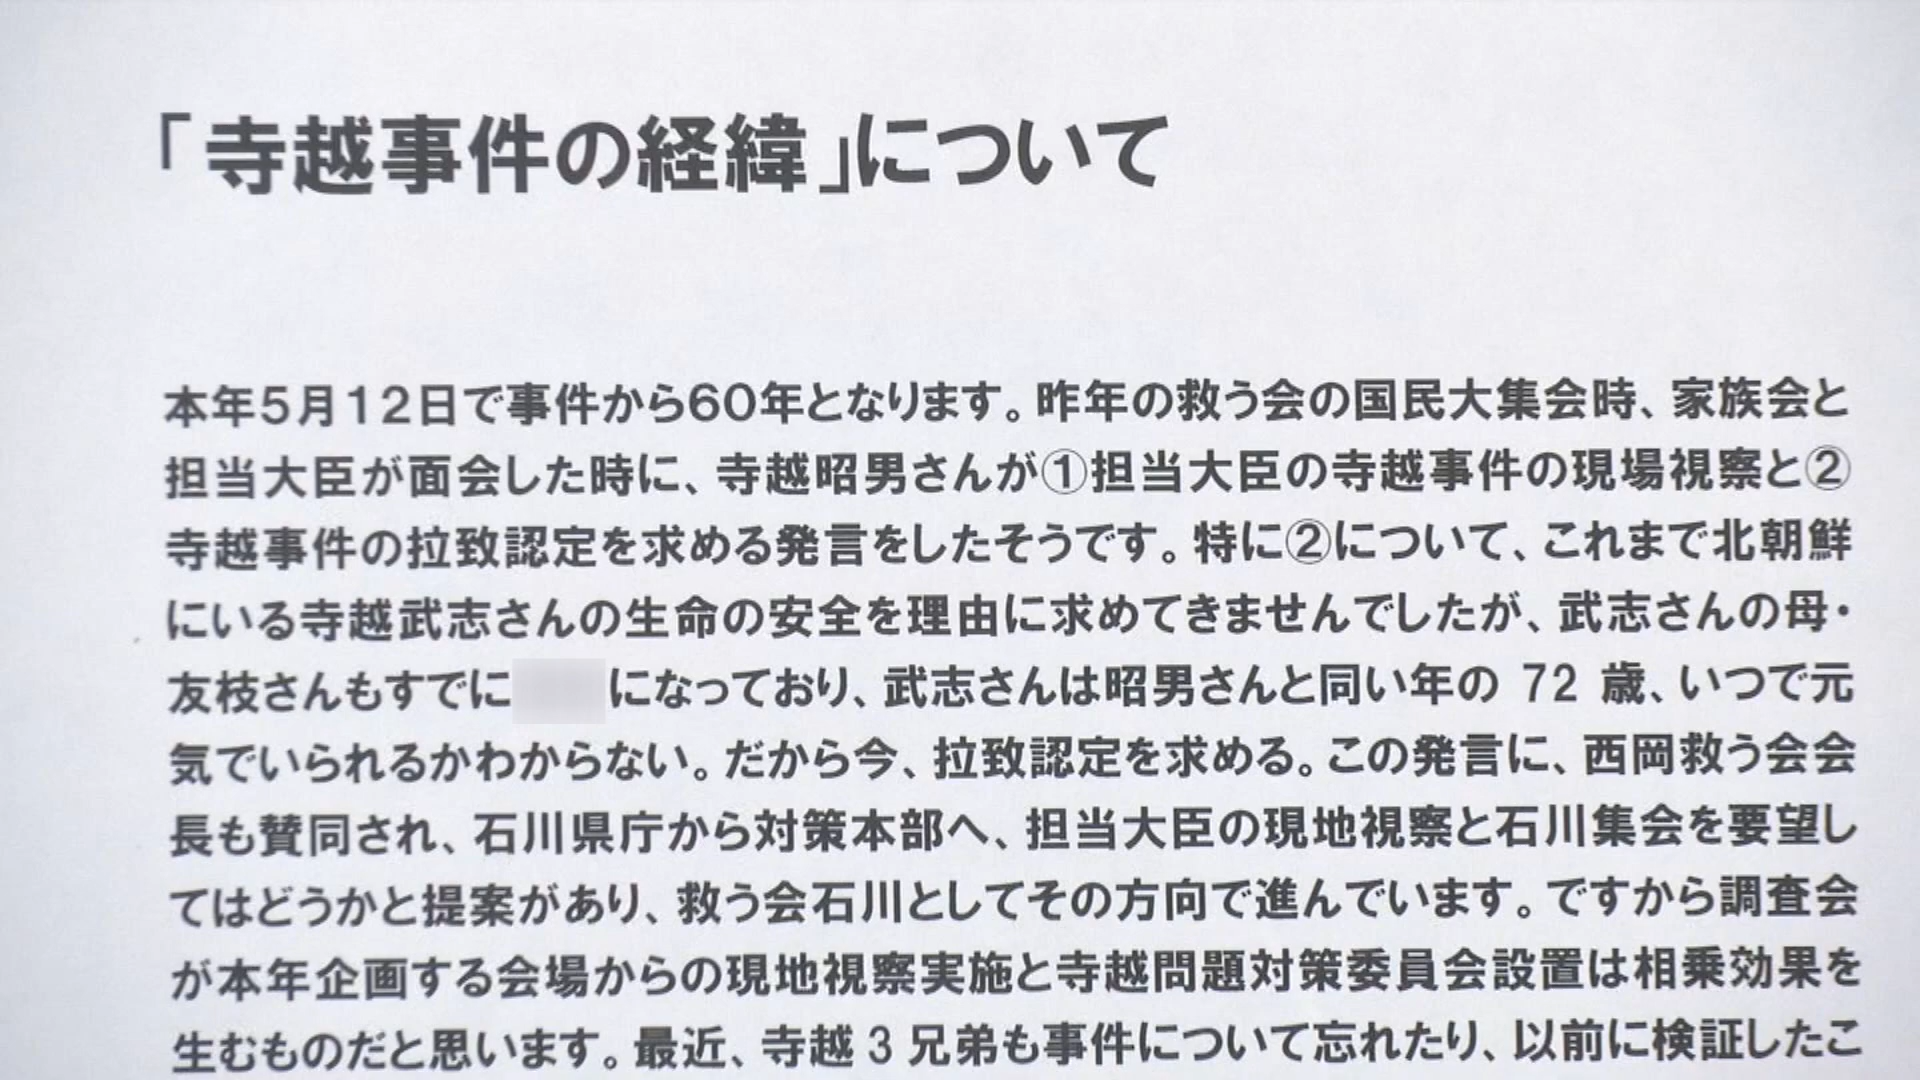 「寺越事件の経緯」について
本年5月12日で事件から60年となります。昨年の救う会の国民大集会時、家族会と
担当大臣が面会した時に、寺越昭男さんが①担当大臣の寺越事件の現場視察と②
寺越事件の拉致認定を求める発言をしたそうです。特に②について、これまで北朝鮮
にいる寺越武志さんの生命の安全を理由に求めてきませんでしたが、武志さんの母・
友枝さんもすでに になっており、武志さんは昭男さんと同い年の 72 歳、いつで元
気でいられるかわからない。だから今、拉致認定を求める。この発言に、西岡救う会会
長も賛同され、石川県庁から対策本部へ、担当大臣の現地視察と石川集会を要望し
てはどうかと提案があり、救う会石川としてその方向で進んでいます。ですから調査会
が本年企画する会場からの現地視察実施と寺越問題対策委員会設置は相乗効果を
生むものだと思います。最近、寺越 3 兄弟も事件について忘れたり、以前に検証したこ